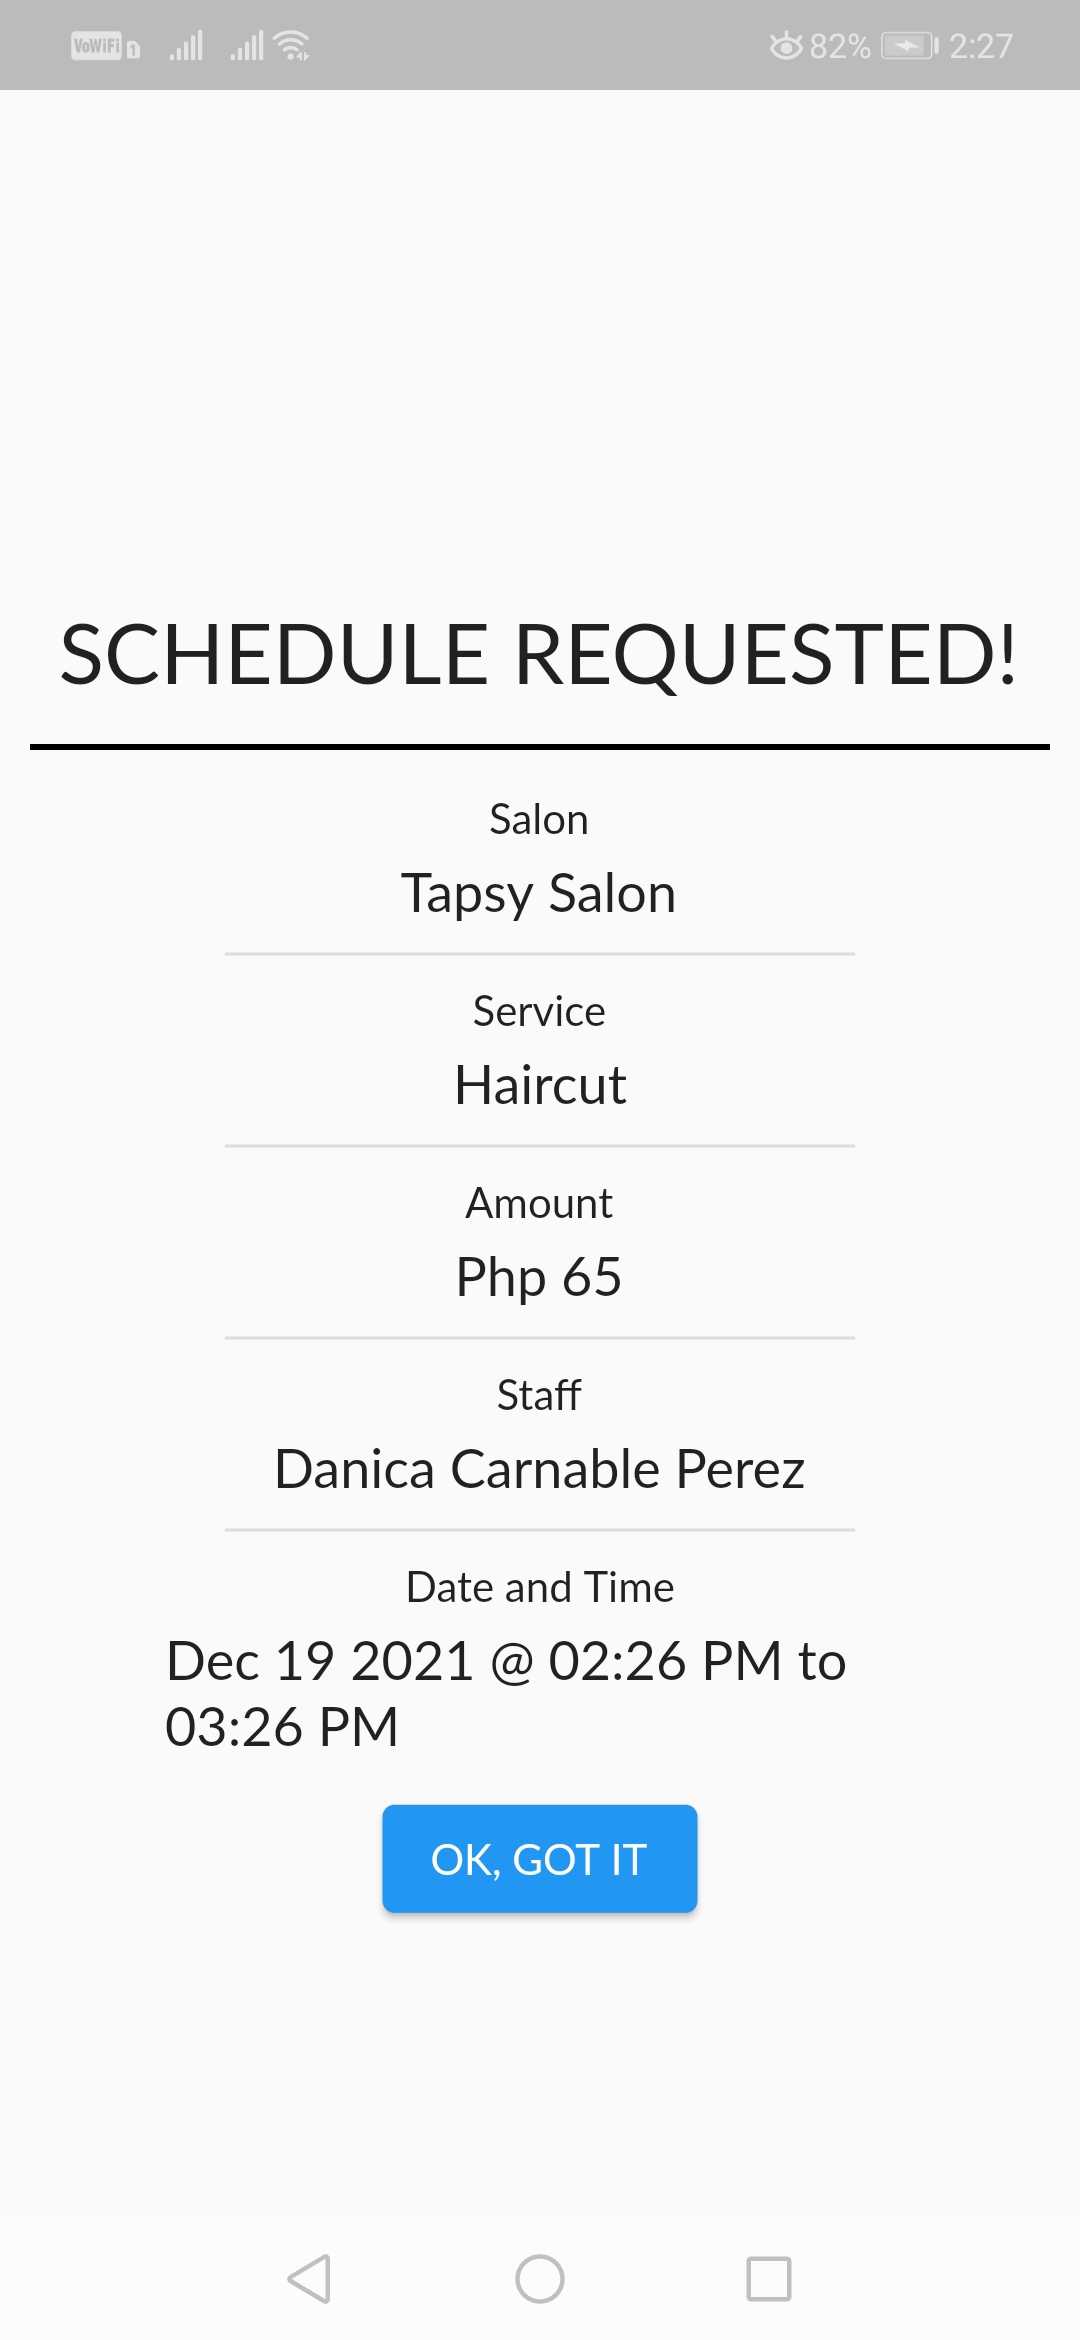 VoWiFi 1 82% 2:27
SCHEDULE REQUESTED!
Salon
Tapsy Salon
Service
Haircut
Amount
Php 65
Staff
Danica Carnable Perez
Date and Time
Dec 19 2021 @ 02:26 PM to
03:26 PM
OK, GOT IT